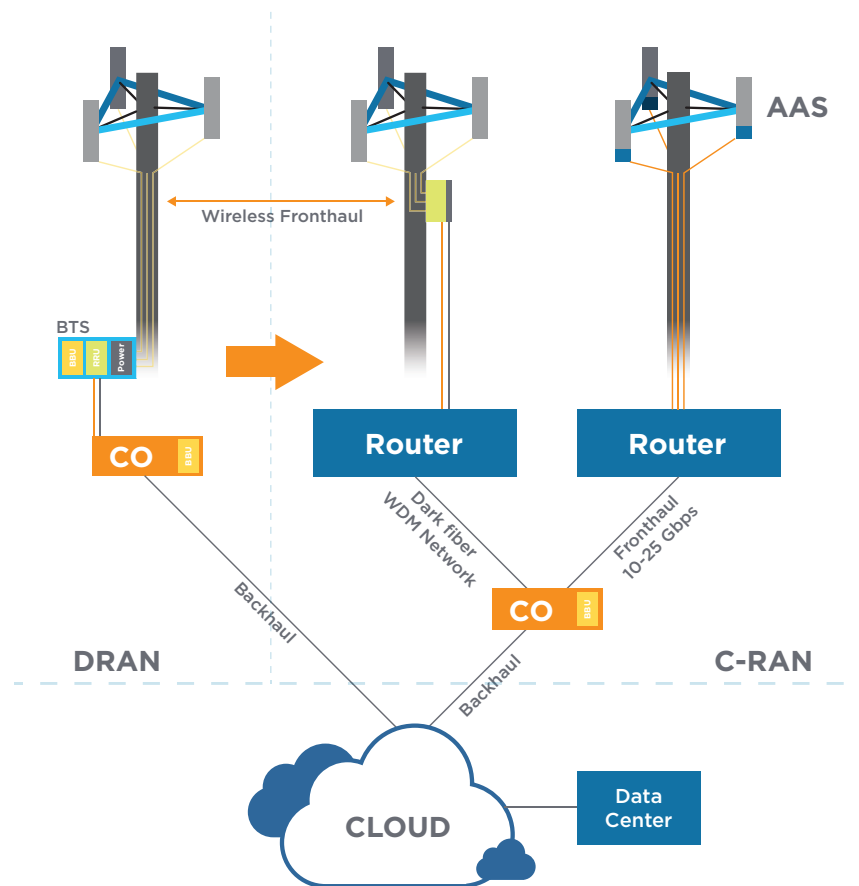 AAS
Wireless Fronthaul
BTS
BBU
RRU
Power
CO
BBU
Router
Router
Dark fiber
WDM Network
Fronthaul
10-25 Gbps
CO
BBU
Backhaul
Backhaul
DRAN
C-RAN
CLOUD
Data
Center